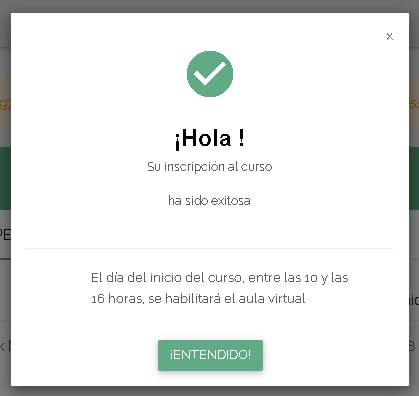 x
¡Hola !
Su inscripción al curso
ha sido exitosa
El día del inicio del curso, entre las 10 y las
16 horas, se habilitará el aula virtual
¡ENTENDIDO!